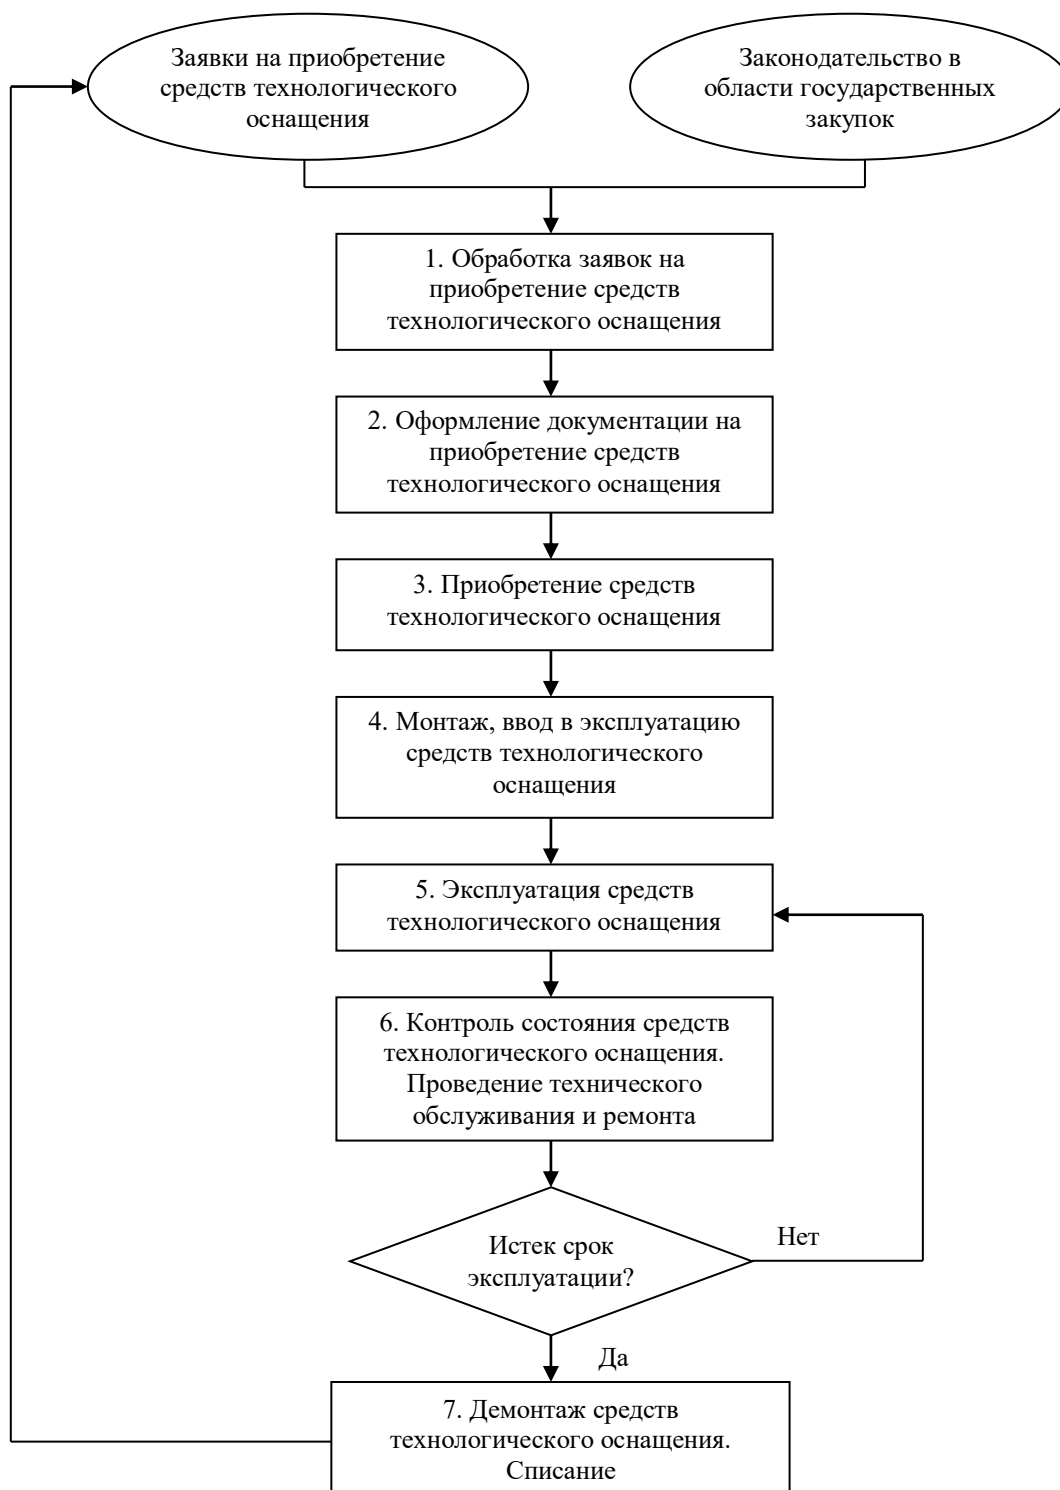 Заявки на приобретение
средств технологического
оснащения
Законодательство в
области государственных
закупок
1. Обработка заявок на
приобретение средств
технологического оснащения
2. Оформление документации на
приобретение средств
технологического оснащения
3. Приобретение средств
технологического оснащения
4. Монтаж, ввод в эксплуатацию
средств технологического
оснащения
5. Эксплуатация средств
технологического оснащения
6. Контроль состояния средств
технологического оснащения.
Проведение технического
обслуживания и ремонта
Истек срок
эксплуатации?
Нет
Да
7. Демонтаж средств
технологического оснащения.
Списание